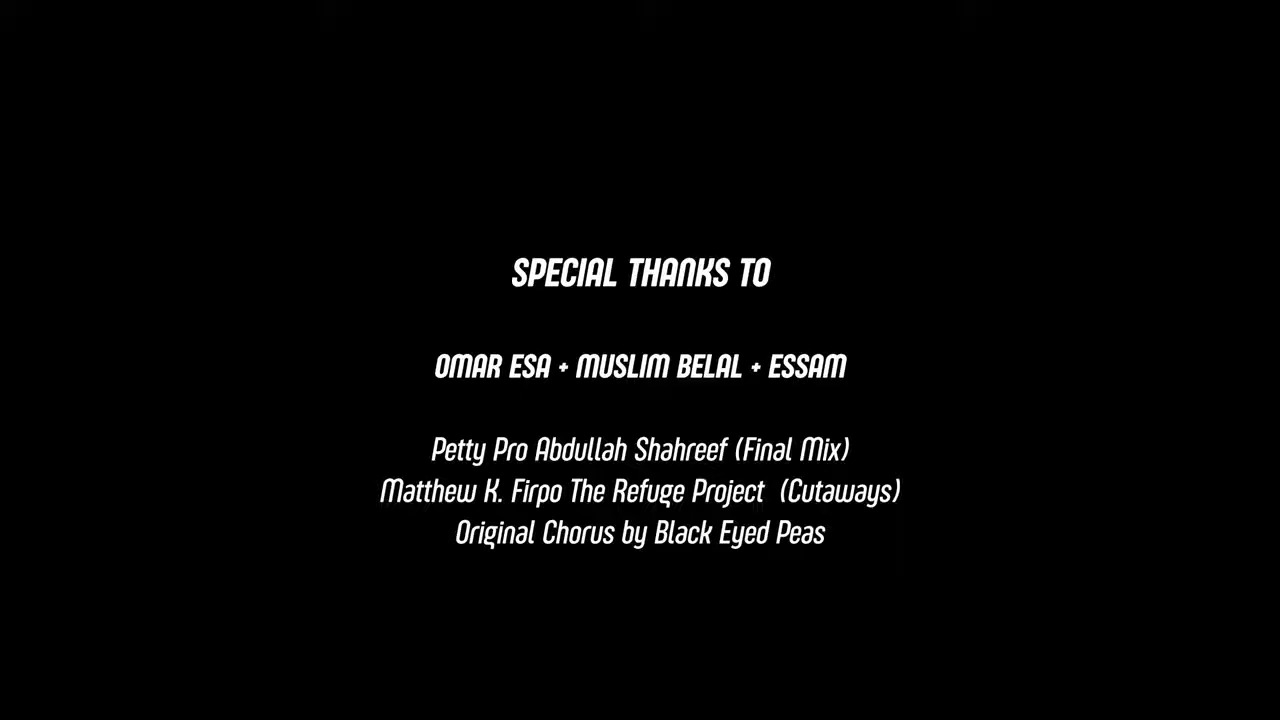 SPECIAL THANKS TO
OMAR ESA + MUSLIM BELAL + ESSAM
Petty Pro Abdullah Shahreef (Final Mix)
Matthew K. Firpo The Refuge Project (Cutaways)
Original Chorus by Black Eyed Peas